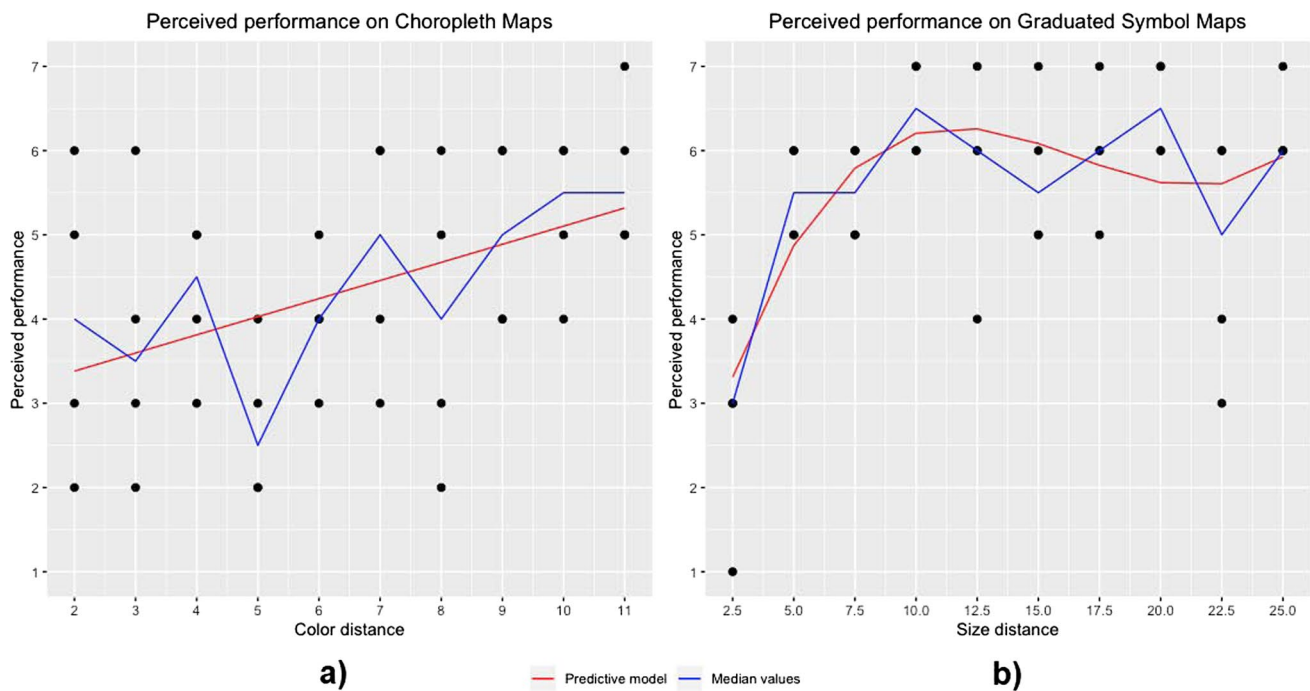 Perceived performance on Choropleth Maps
Perceived performance
7
6
5
4
3
2
1
2 3 4 5 6 7 8 9 10 11
Color distance
a)
Perceived performance on Graduated Symbol Maps
Perceived performance
7
6
5
4
3
2
1
2.5 5.0 7.5 10.0 12.5 15.0 17.5 20.0 22.5 25.0
Size distance
b)
Predictive model Median values